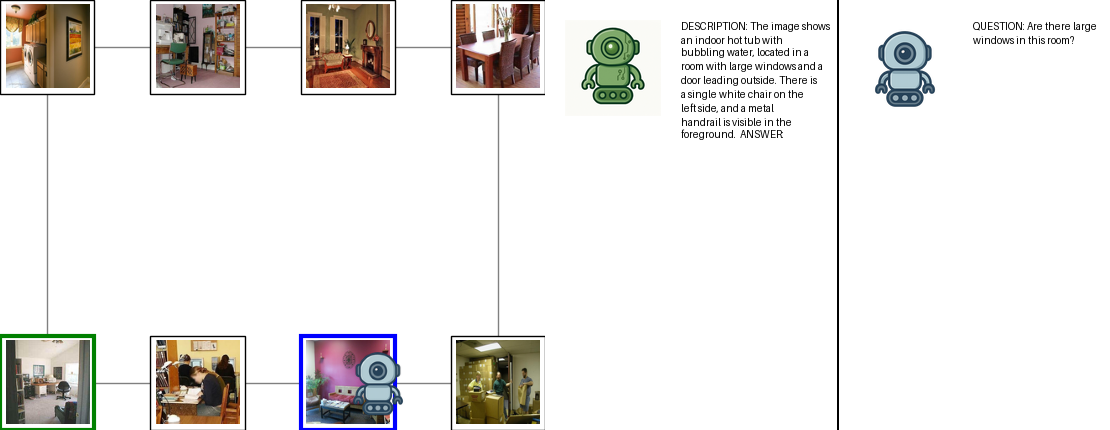 DESCRIPTION: The image shows
an indoor hot tub with
bubbling water, located in a
room with large windows and a
door leading outside. There is
a single white chair on the
left side, and a metal
handrail is visible in the
foreground. ANSWER
QUESTION: Are there large
windows in this room?